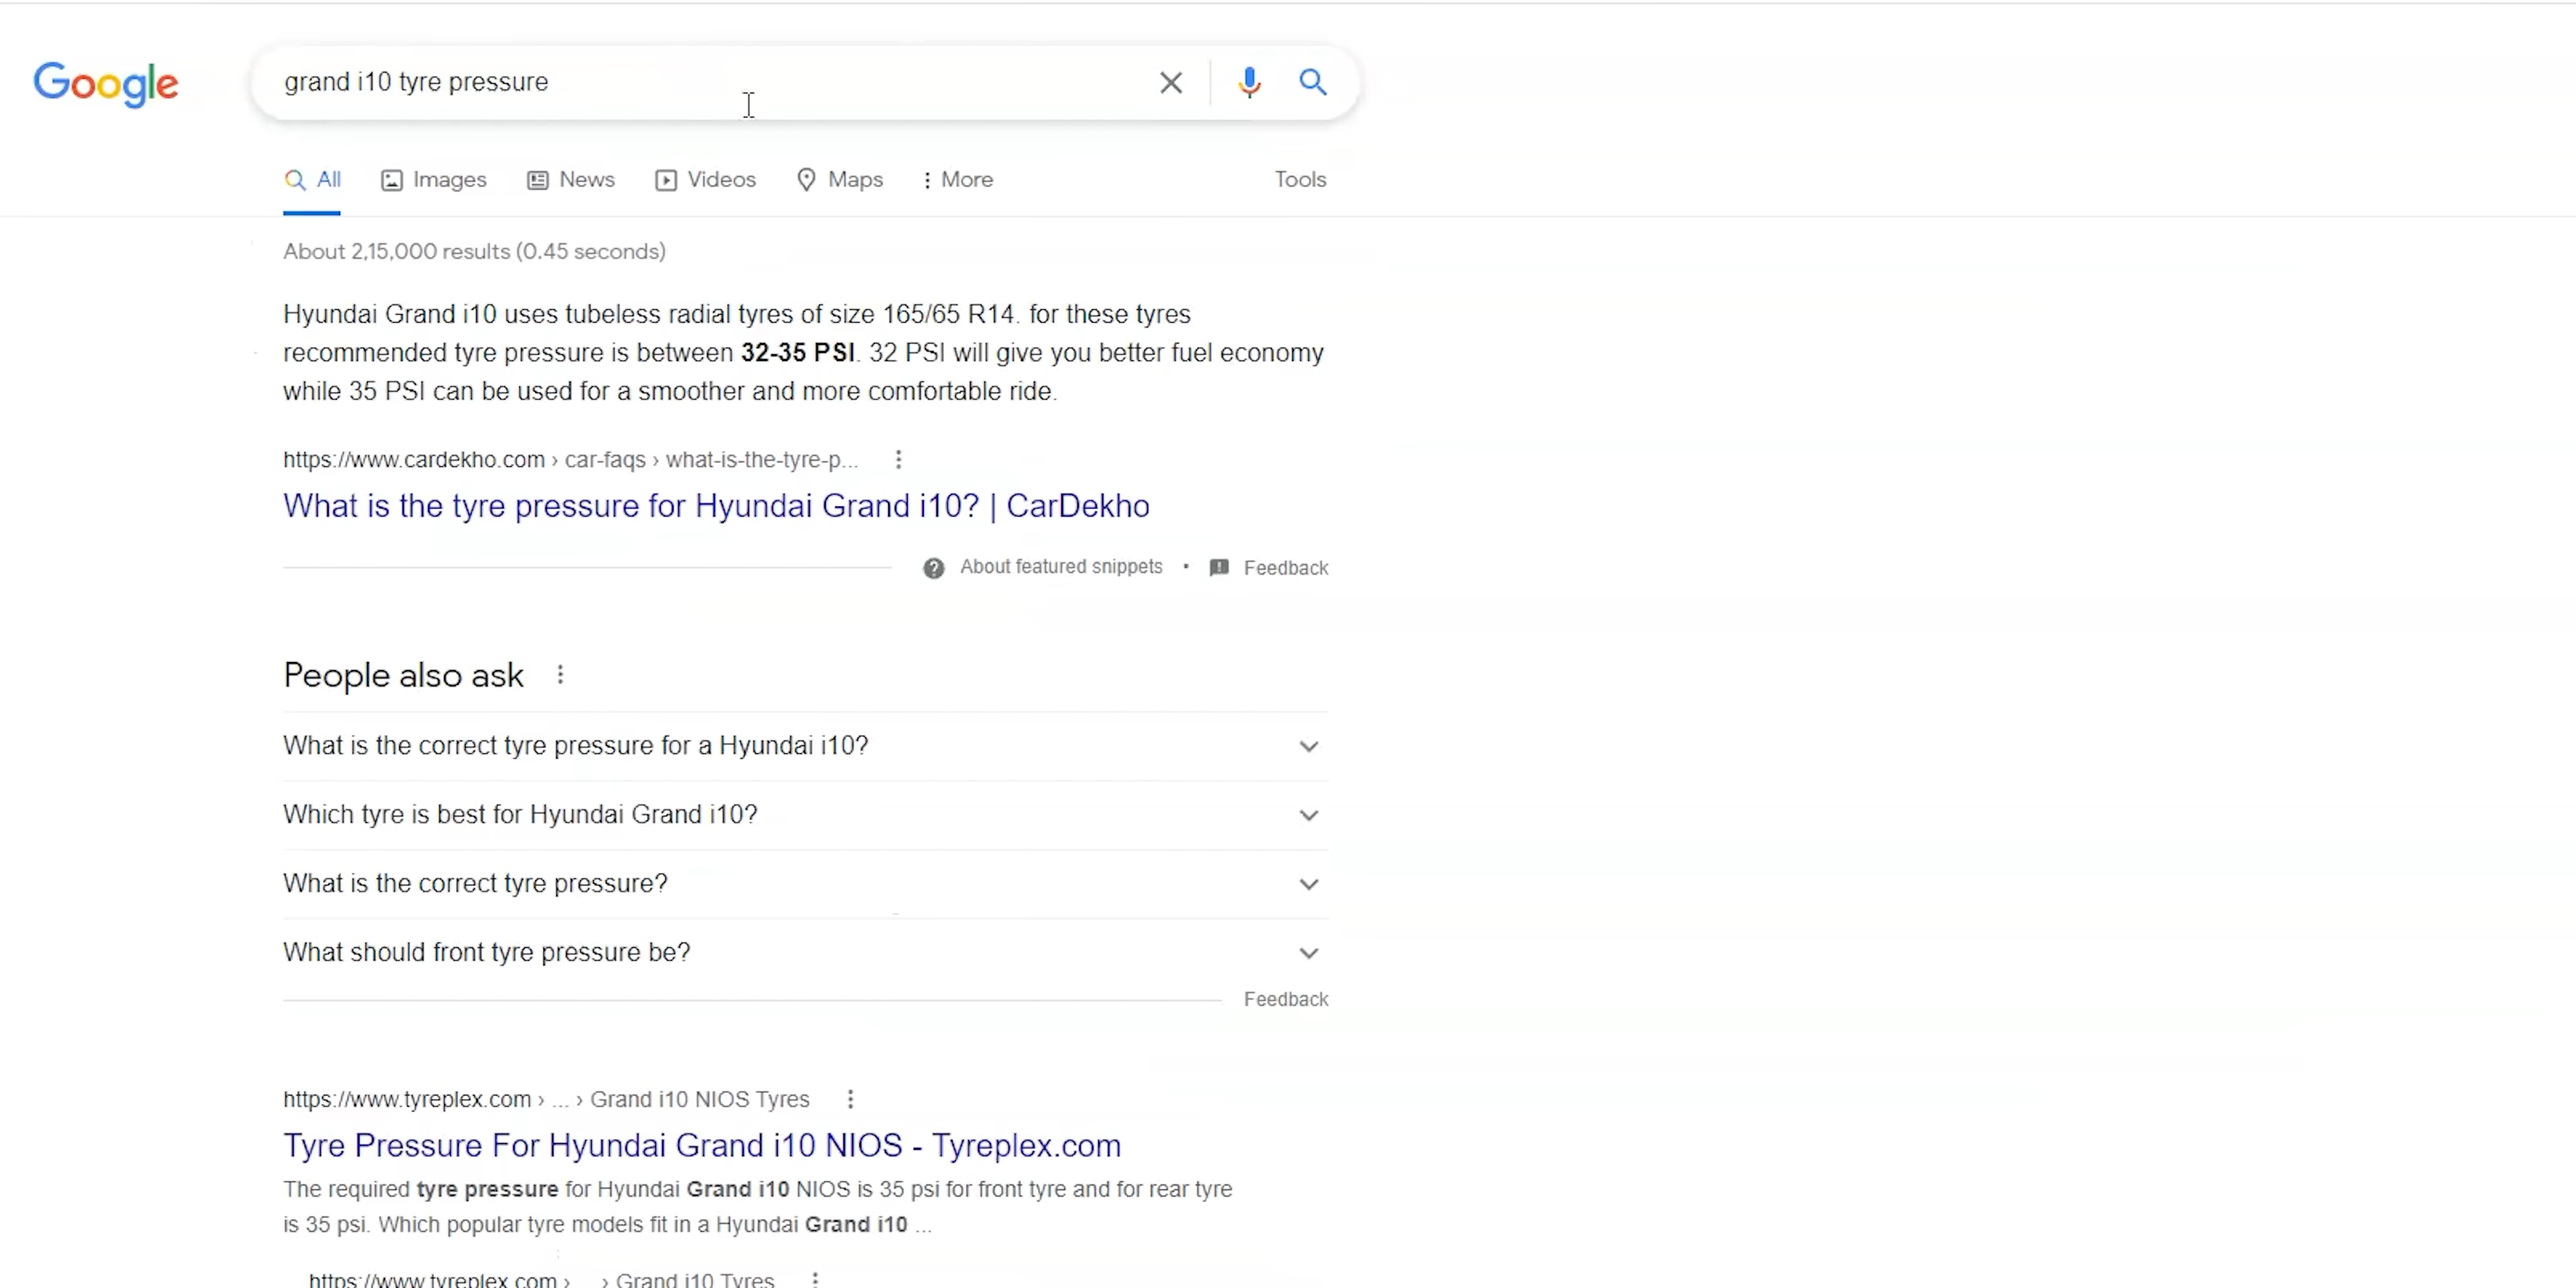 Google
grand i10 tyre pressure
All Images News Videos Maps More Tools
About 2,15,000 results (0.45 seconds)
Hyundai Grand i10 uses tubeless radial tyres of size 165/65 R14. for these tyres
recommended tyre pressure is between 32-35 PSI. 32 PSI will give you better fuel economy
while 35 PSI can be used for a smoother and more comfortable ride.
https://www.cardekho.com › car-faqs › what-is-the-tyre-p...
What is the tyre pressure for Hyundai Grand i10? | CarDekho
About featured snippets • Feedback
People also ask
What is the correct tyre pressure for a Hyundai i10?
Which tyre is best for Hyundai Grand i10?
What is the correct tyre pressure?
What should front tyre pressure be?
Feedback
https://www.tyreplex.com › ... › Grand i10 NIOS Tyres
Tyre Pressure For Hyundai Grand i10 NIOS - Tyreplex.com
The required tyre pressure for Hyundai Grand i10 NIOS is 35 psi for front tyre and for rear tyre
is 35 psi. Which popular tyre models fit in a Hyundai Grand i10 ...
https://www.tyreplex.com › ... › Grand i10 Tyres